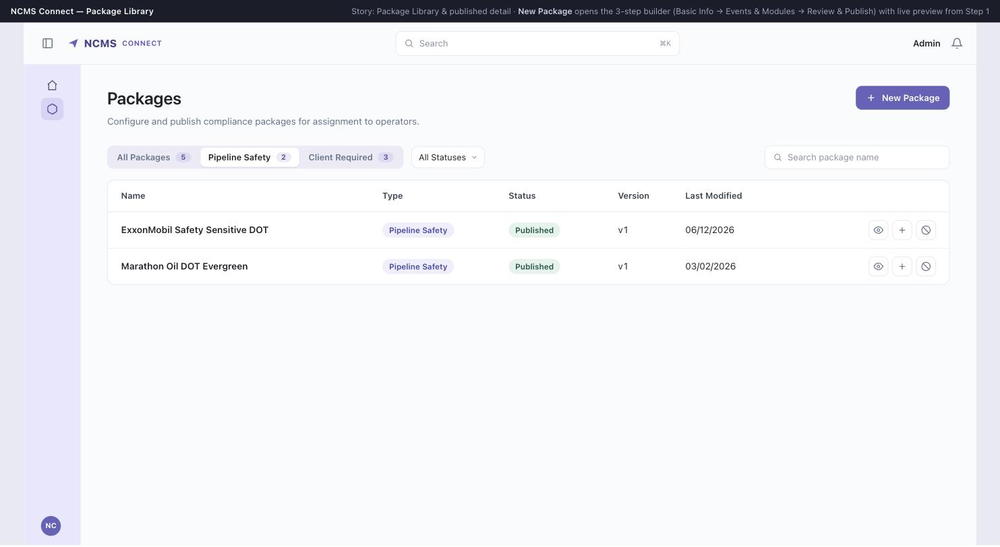 NCMS Connect — Package Library
Story: Package Library & published detail · New Package opens the 3-step builder (Basic Info → Events & Modules → Review & Publish) with live preview from Step 1
NCMS CONNECT
Search ⌘K
Admin
Packages
New Package
Configure and publish compliance packages for assignment to operators.
All Packages 5 Pipeline Safety 2 Client Required 3 All Statuses Search package name
Name Type Status Version Last Modified
ExxonMobil Safety Sensitive DOT Pipeline Safety Published v1 06/12/2026
Marathon Oil DOT Evergreen Pipeline Safety Published v1 03/02/2026
NC